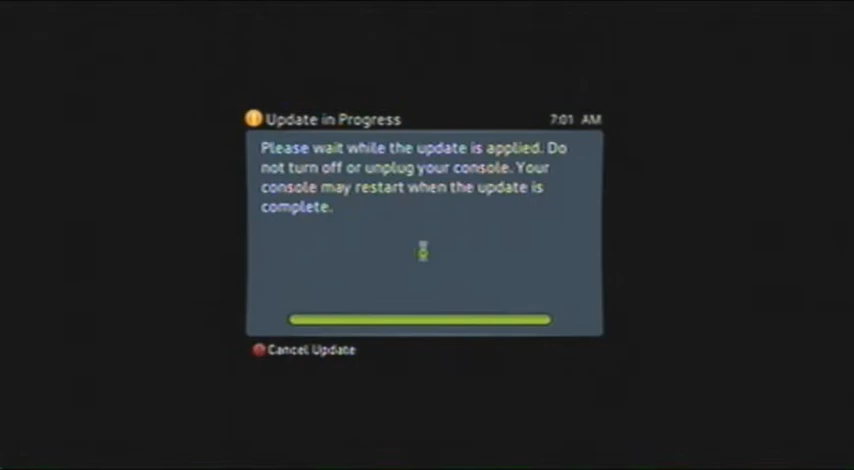 Update in Progress 7:01 AM
Please wait while the update is applied. Do
not turn off or unplug your console. Your
console may restart when the update is
complete.
Cancel Update